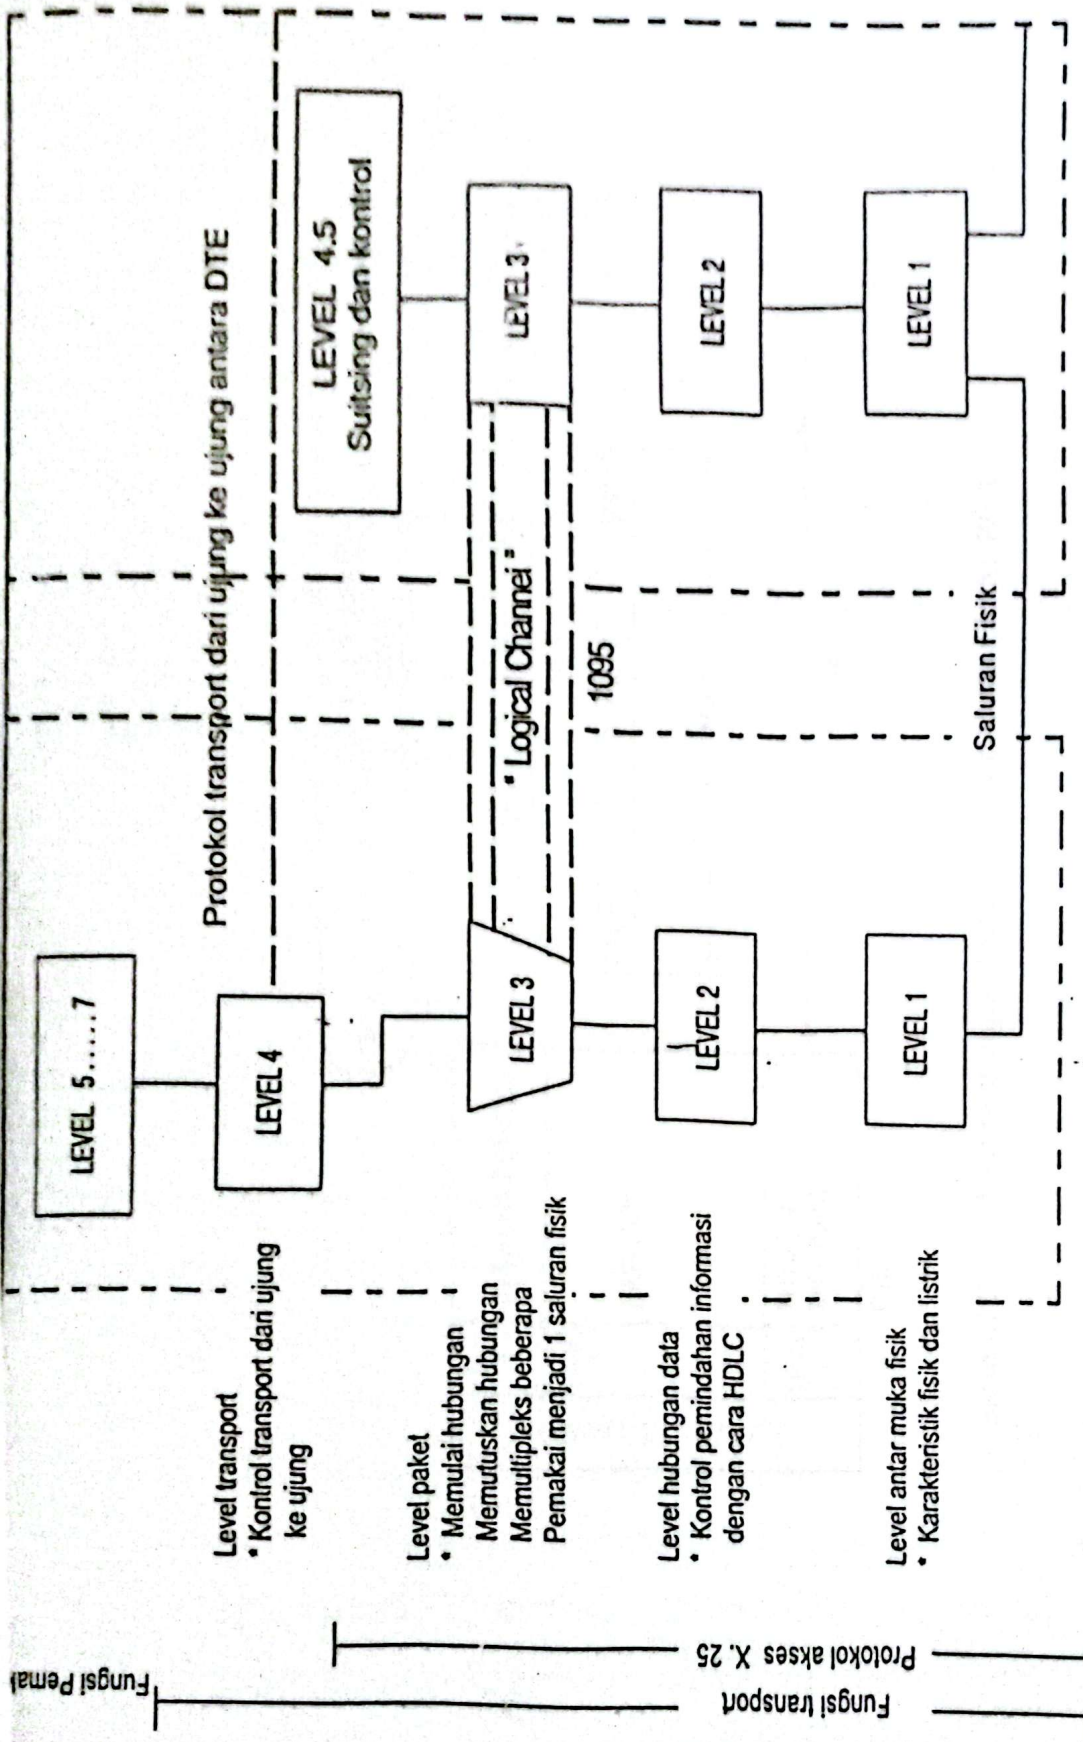 Fungsi Pemal
Fungsi transport
Protokol akses X. 25
Level transport
* Kontrol transport dari ujung
ke ujung
Level paket
* Memulai hubungan
Memutuskan hubungan
Memultipleks beberapa
Pemakai menjadi 1 saluran fisik
Level hubungan data
* Kontrol pemindahan informasi
dengan cara HDLC
Level antar muka fisik
* Karakteristik fisik dan listrik
LEVEL 5......7
LEVEL 4
LEVEL 3
LEVEL 2
LEVEL 1
Protokol transport dari ujung ke ujung antara DTE
" Logical Channel "
1095
Saluran Fisik
LEVEL 4.5
Suitsing dan kontrol
LEVEL 3
LEVEL 2
LEVEL 1